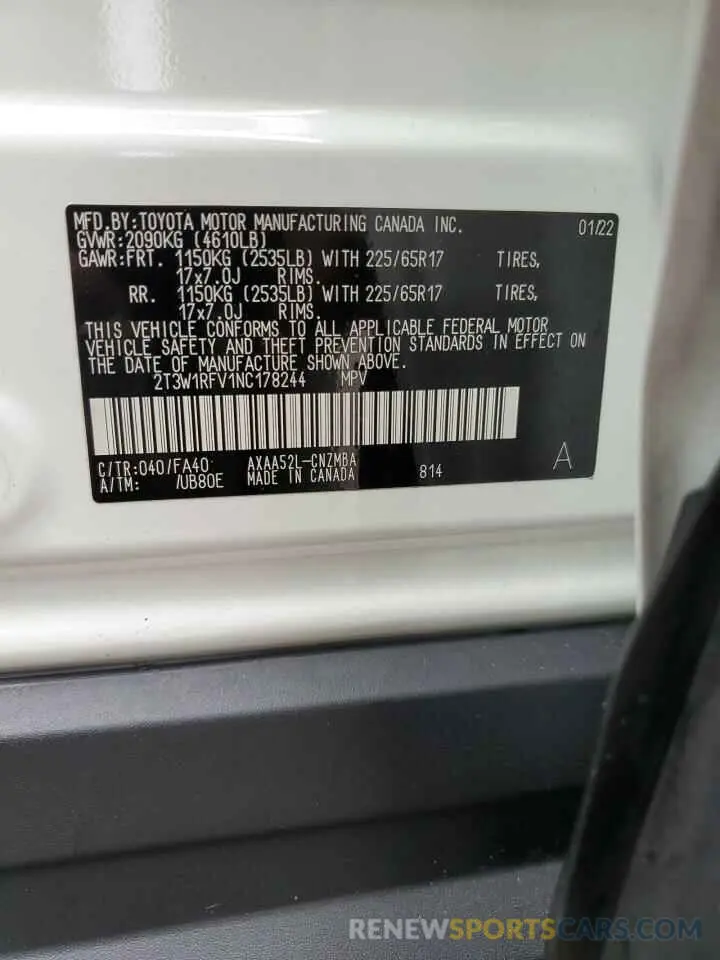 MFD.BY:TOYOTA MOTOR MANUFACTURING CANADA INC. 01/22
GVWR:2090KG (4610LB)
GAWR:FRT. 1150KG (2535LB) WITH 225/65R17 TIRES,
17x7.0J RIMS.
RR. 1150KG (2535LB) WITH 225/65R17 TIRES,
17x7.0J RIMS.
THIS VEHICLE CONFORMS TO ALL APPLICABLE FEDERAL MOTOR
VEHICLE SAFETY AND THEFT PREVENTION STANDARDS IN EFFECT ON
THE DATE OF MANUFACTURE SHOWN ABOVE.
2T3W1RFV1NC178244 MPV
C/TR:040/FA40 AXAA52L-CNZMBA A
A/TM: /UB80E MADE IN CANADA 814
RENEWSPORTSCARS.COM